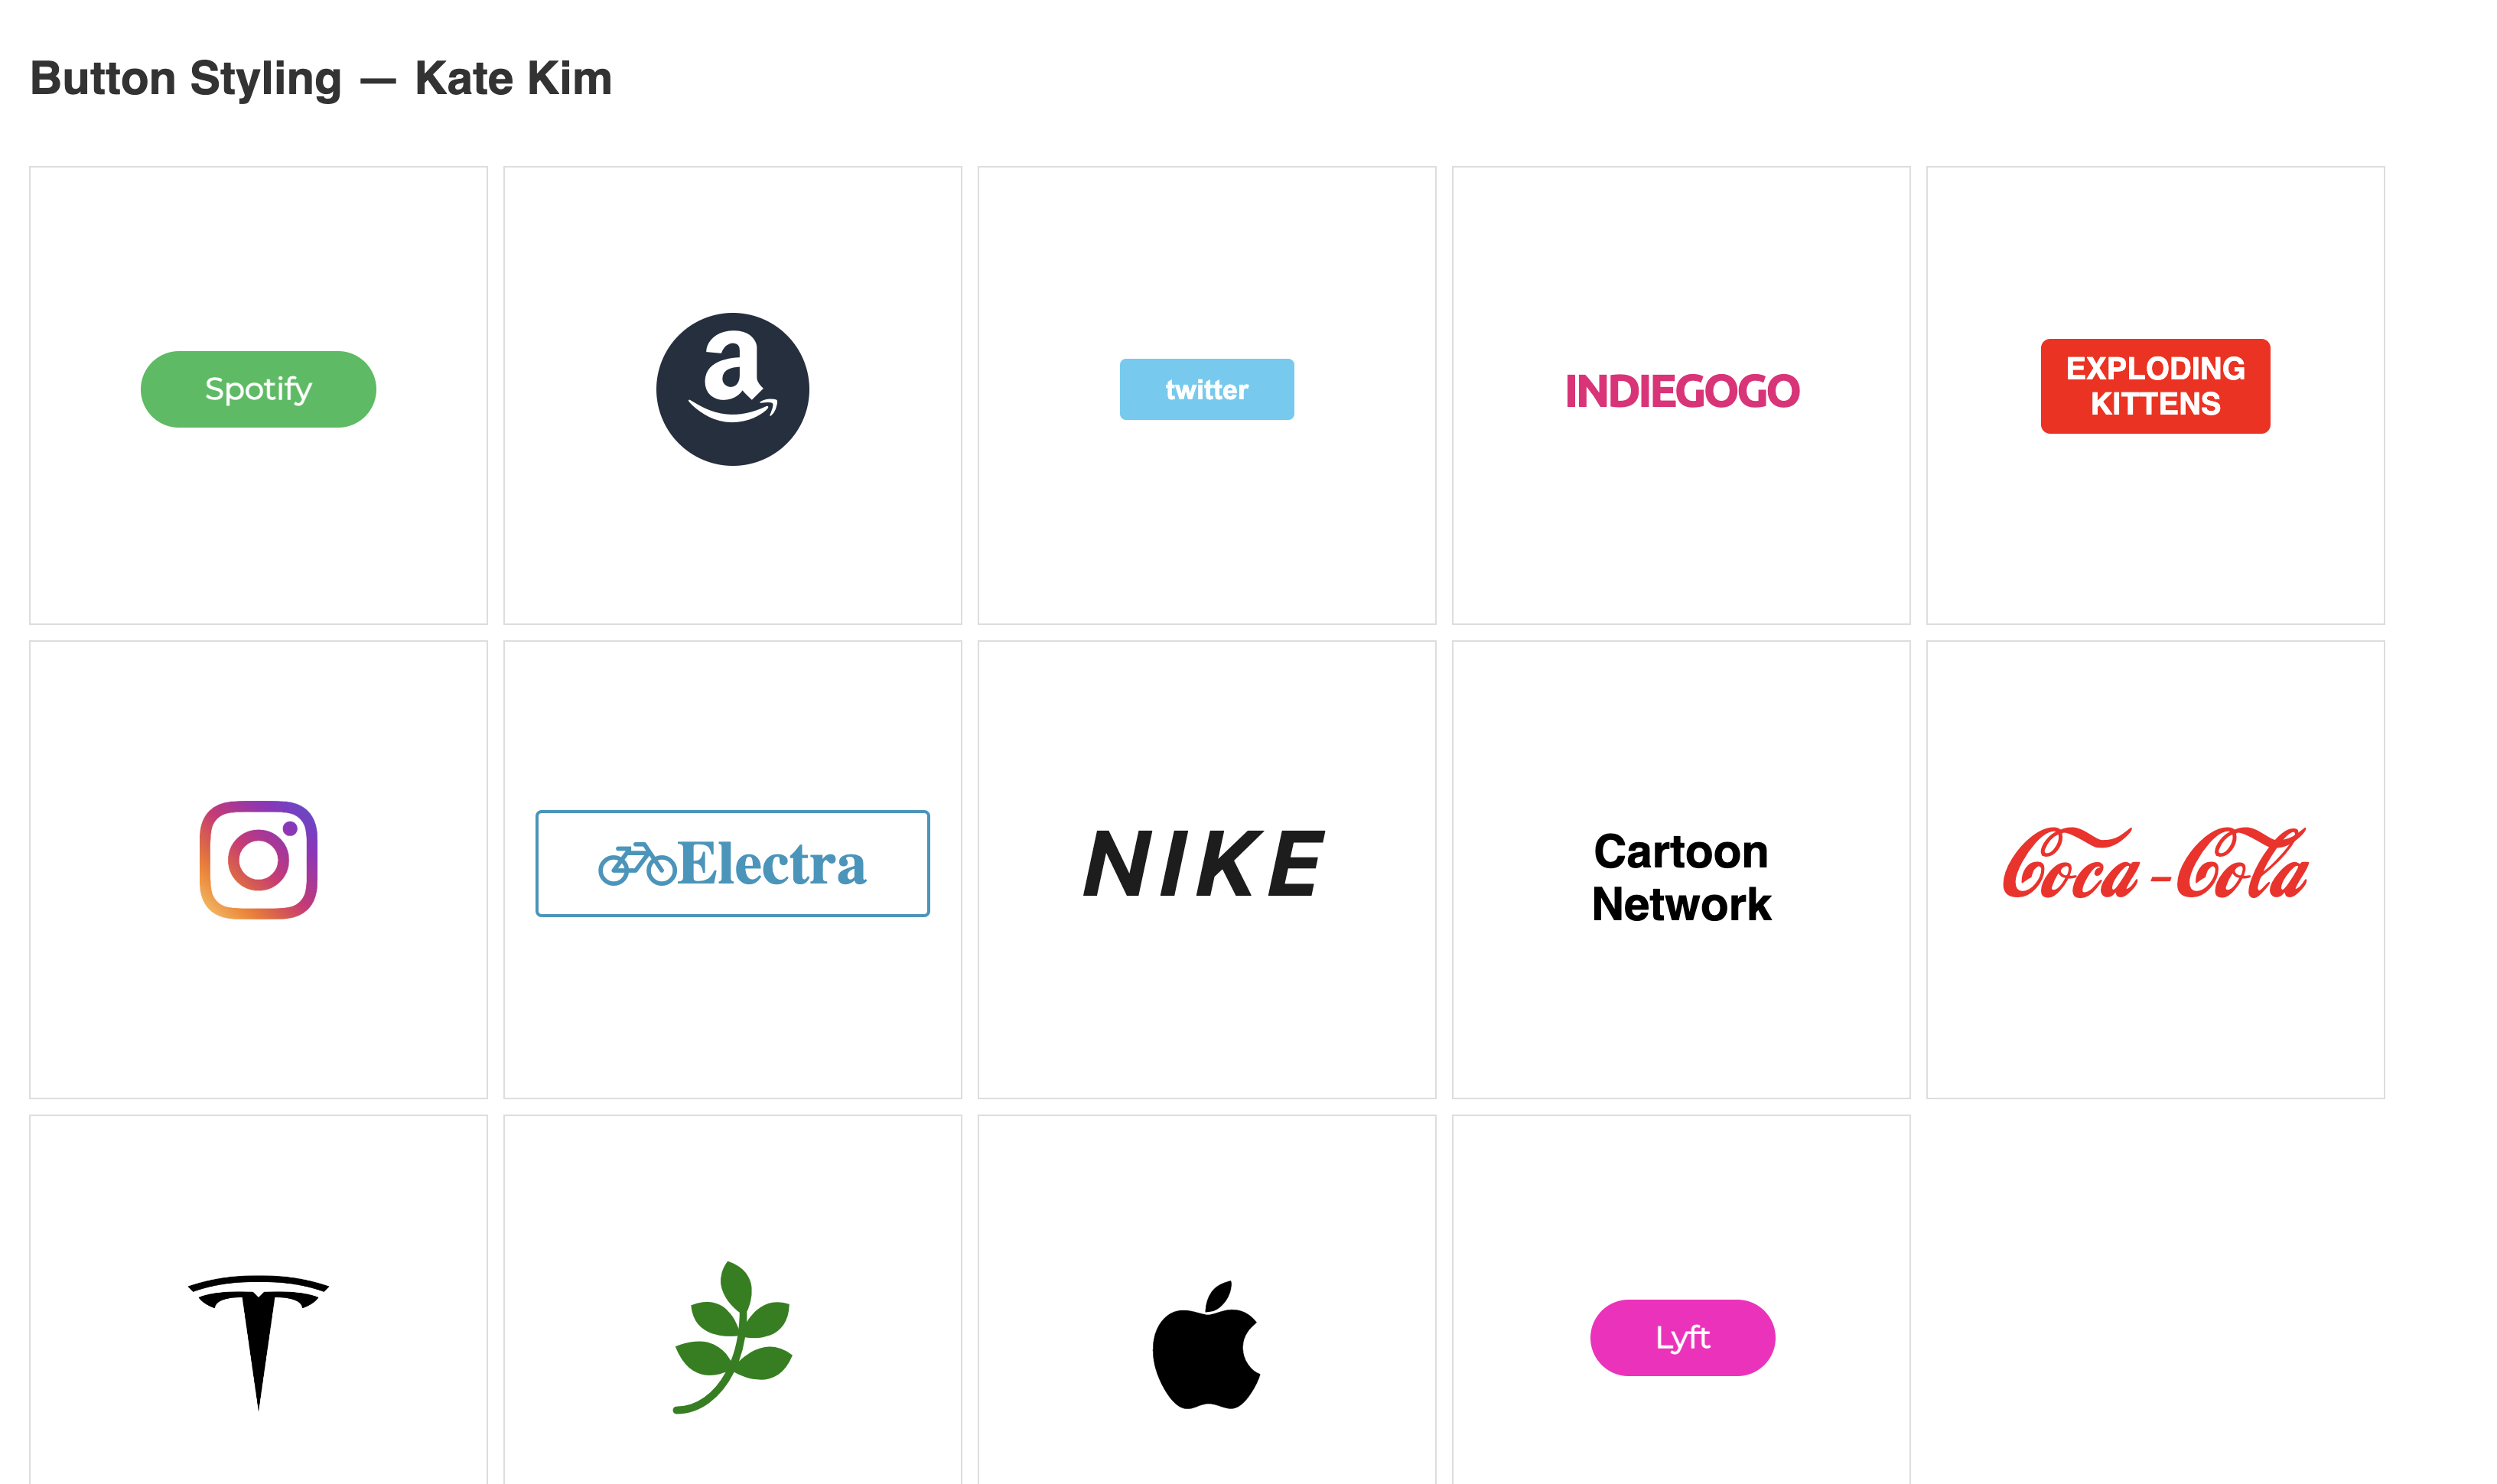 Button Styling — Kate Kim
Spotify
a
twitter
INDIEGOGO
EXPLODING
KITTENS
Electra
NIKE
Cartoon
Network
Coca-Cola
Lyft